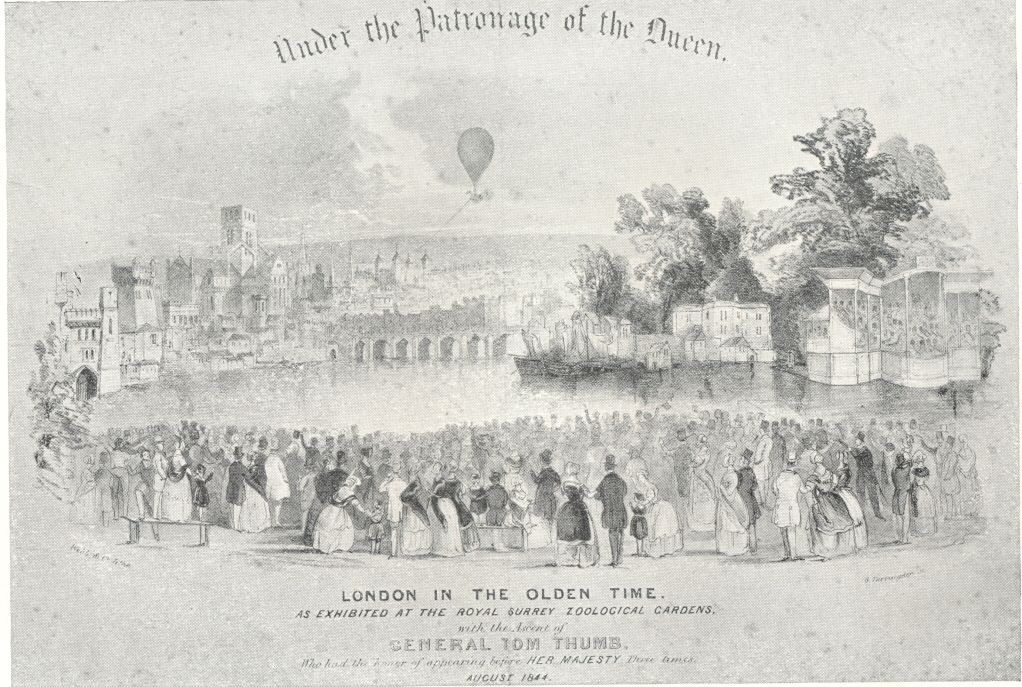 Under the Patronage of the Queen.
LONDON IN THE OLDEN TIME.
AS EXHIBITED AT THE ROYAL SURREY ZOOLOGICAL GARDENS,
with the Ascent of
GENERAL TOM THUMB,
Who had the honor of appearing before HER MAJESTY Three times.
AUGUST 1844.